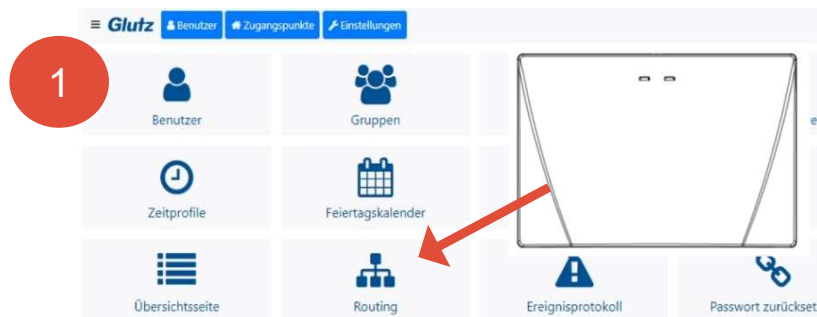 1
≡ Glutz Benutzer Zugangspunkte Einstellungen
Benutzer Gruppen
Zeitprofile Feiertagskalender
Übersichtsseite Routing Ereignisprotokoll Passwort zurückset